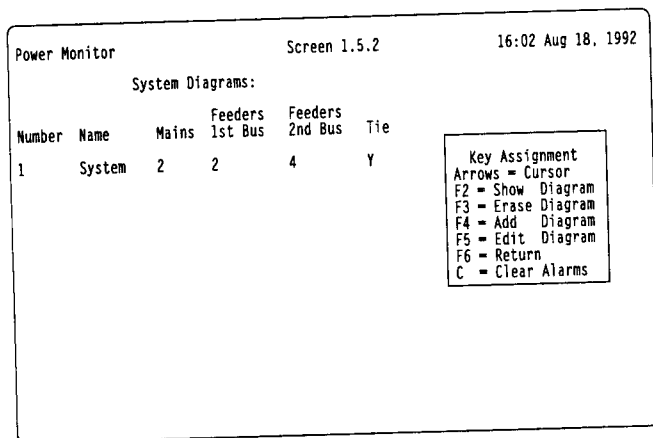 Power Monitor Screen 1.5.2 16:02 Aug 18, 1992
System Diagrams:
Feeders Feeders
Number Name Mains 1st Bus 2nd Bus Tie
1 System 2 2 4 Y
Key Assignment
Arrows = Cursor
F2 = Show Diagram
F3 = Erase Diagram
F4 = Add Diagram
F5 = Edit Diagram
F6 = Return
C = Clear Alarms